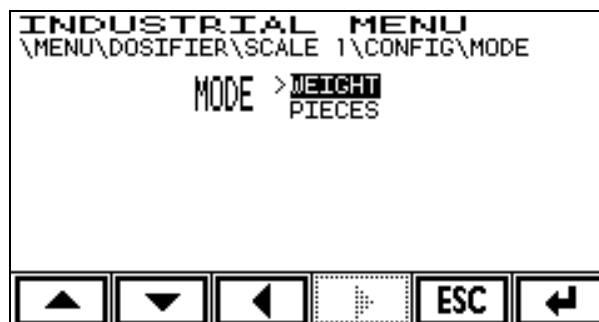 INDUSTRIAL MENU
\MENU\DOSIFIER\SCALE 1\CONFIG\MODE
MODE >WEIGHT
PIECES
ESC